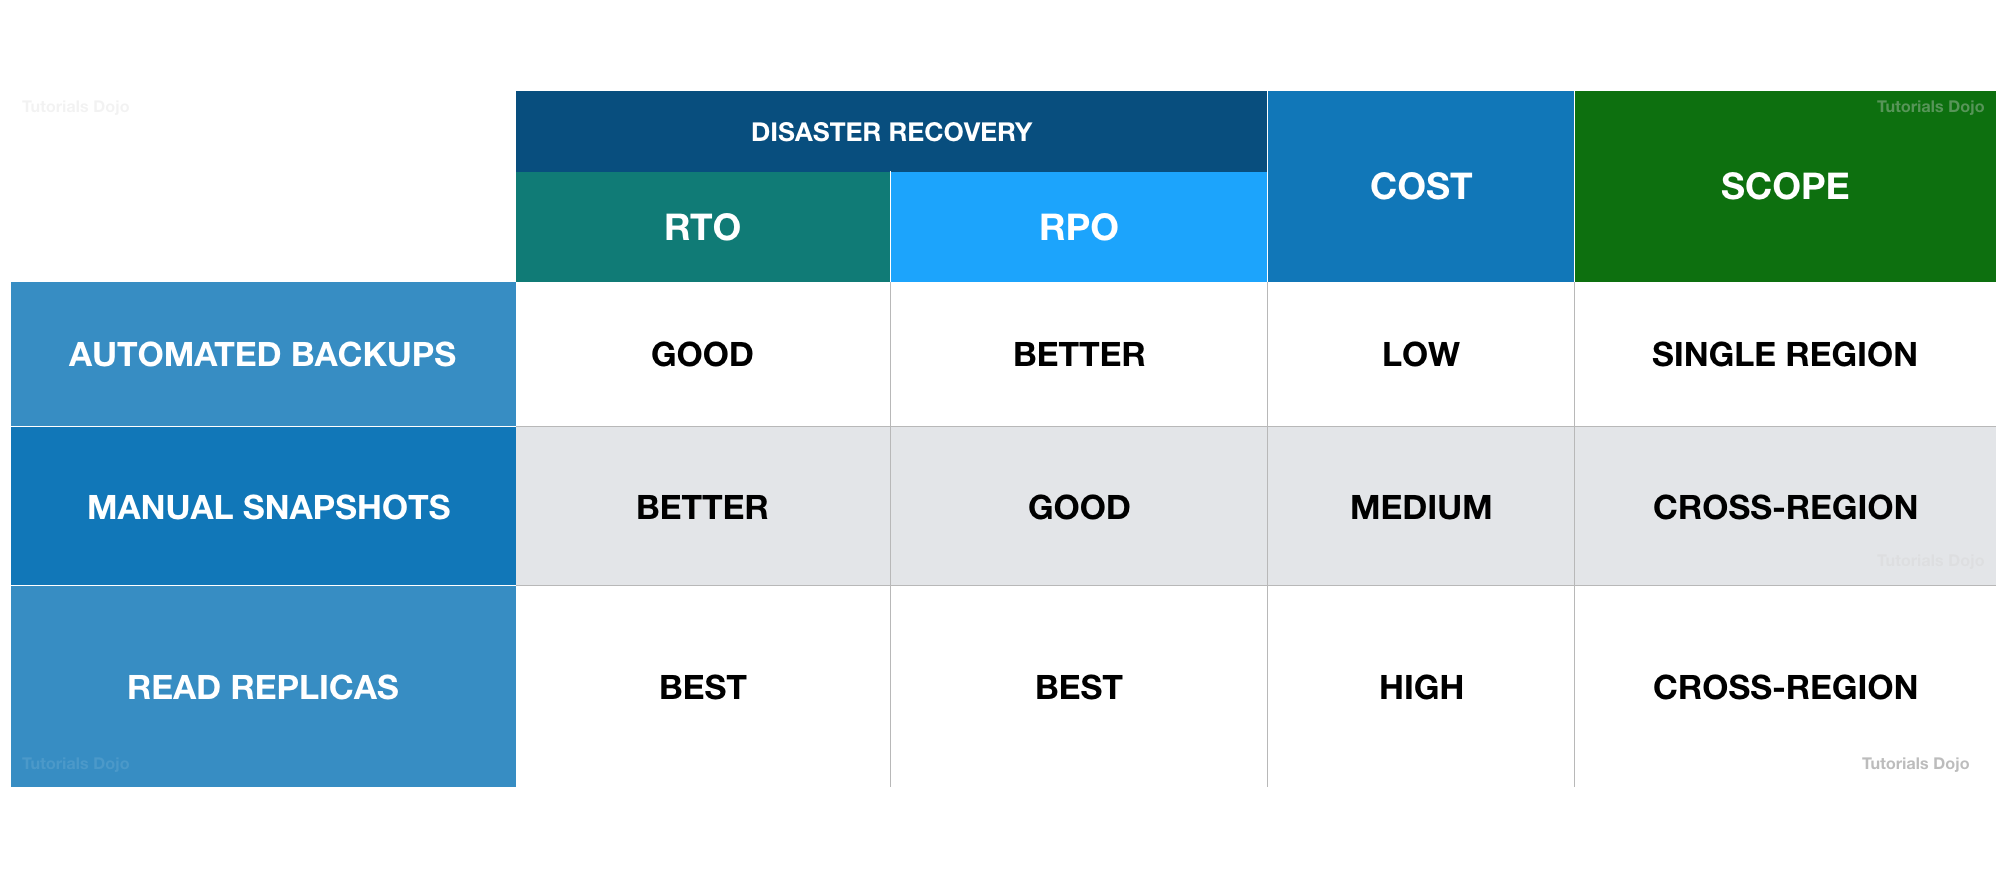 Tutorials Dojo
Tutorials Dojo
DISASTER RECOVERY
COST
SCOPE
RTO
RPO
AUTOMATED BACKUPS
GOOD
BETTER
LOW
SINGLE REGION
MANUAL SNAPSHOTS
BETTER
GOOD
MEDIUM
CROSS-REGION
Tutorials Dojo
READ REPLICAS
BEST
BEST
HIGH
CROSS-REGION
Tutorials Dojo
Tutorials Dojo